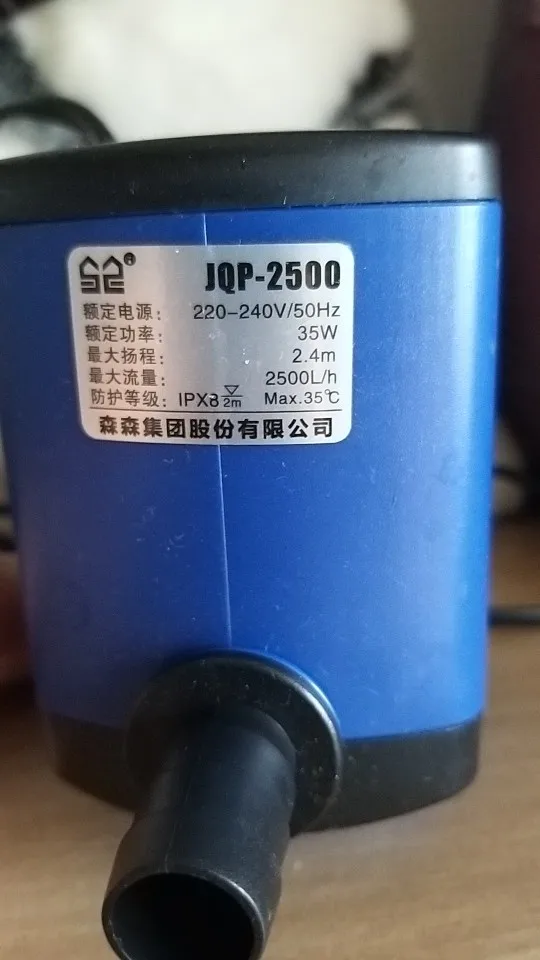 ® JQP-2500
额定电源: 220-240V/50Hz
额定功率: 35W
最大扬程: 2.4m
最大流量: 2500L/h
防护等级: IPX8 2m Max.35℃
森森集团股份有限公司